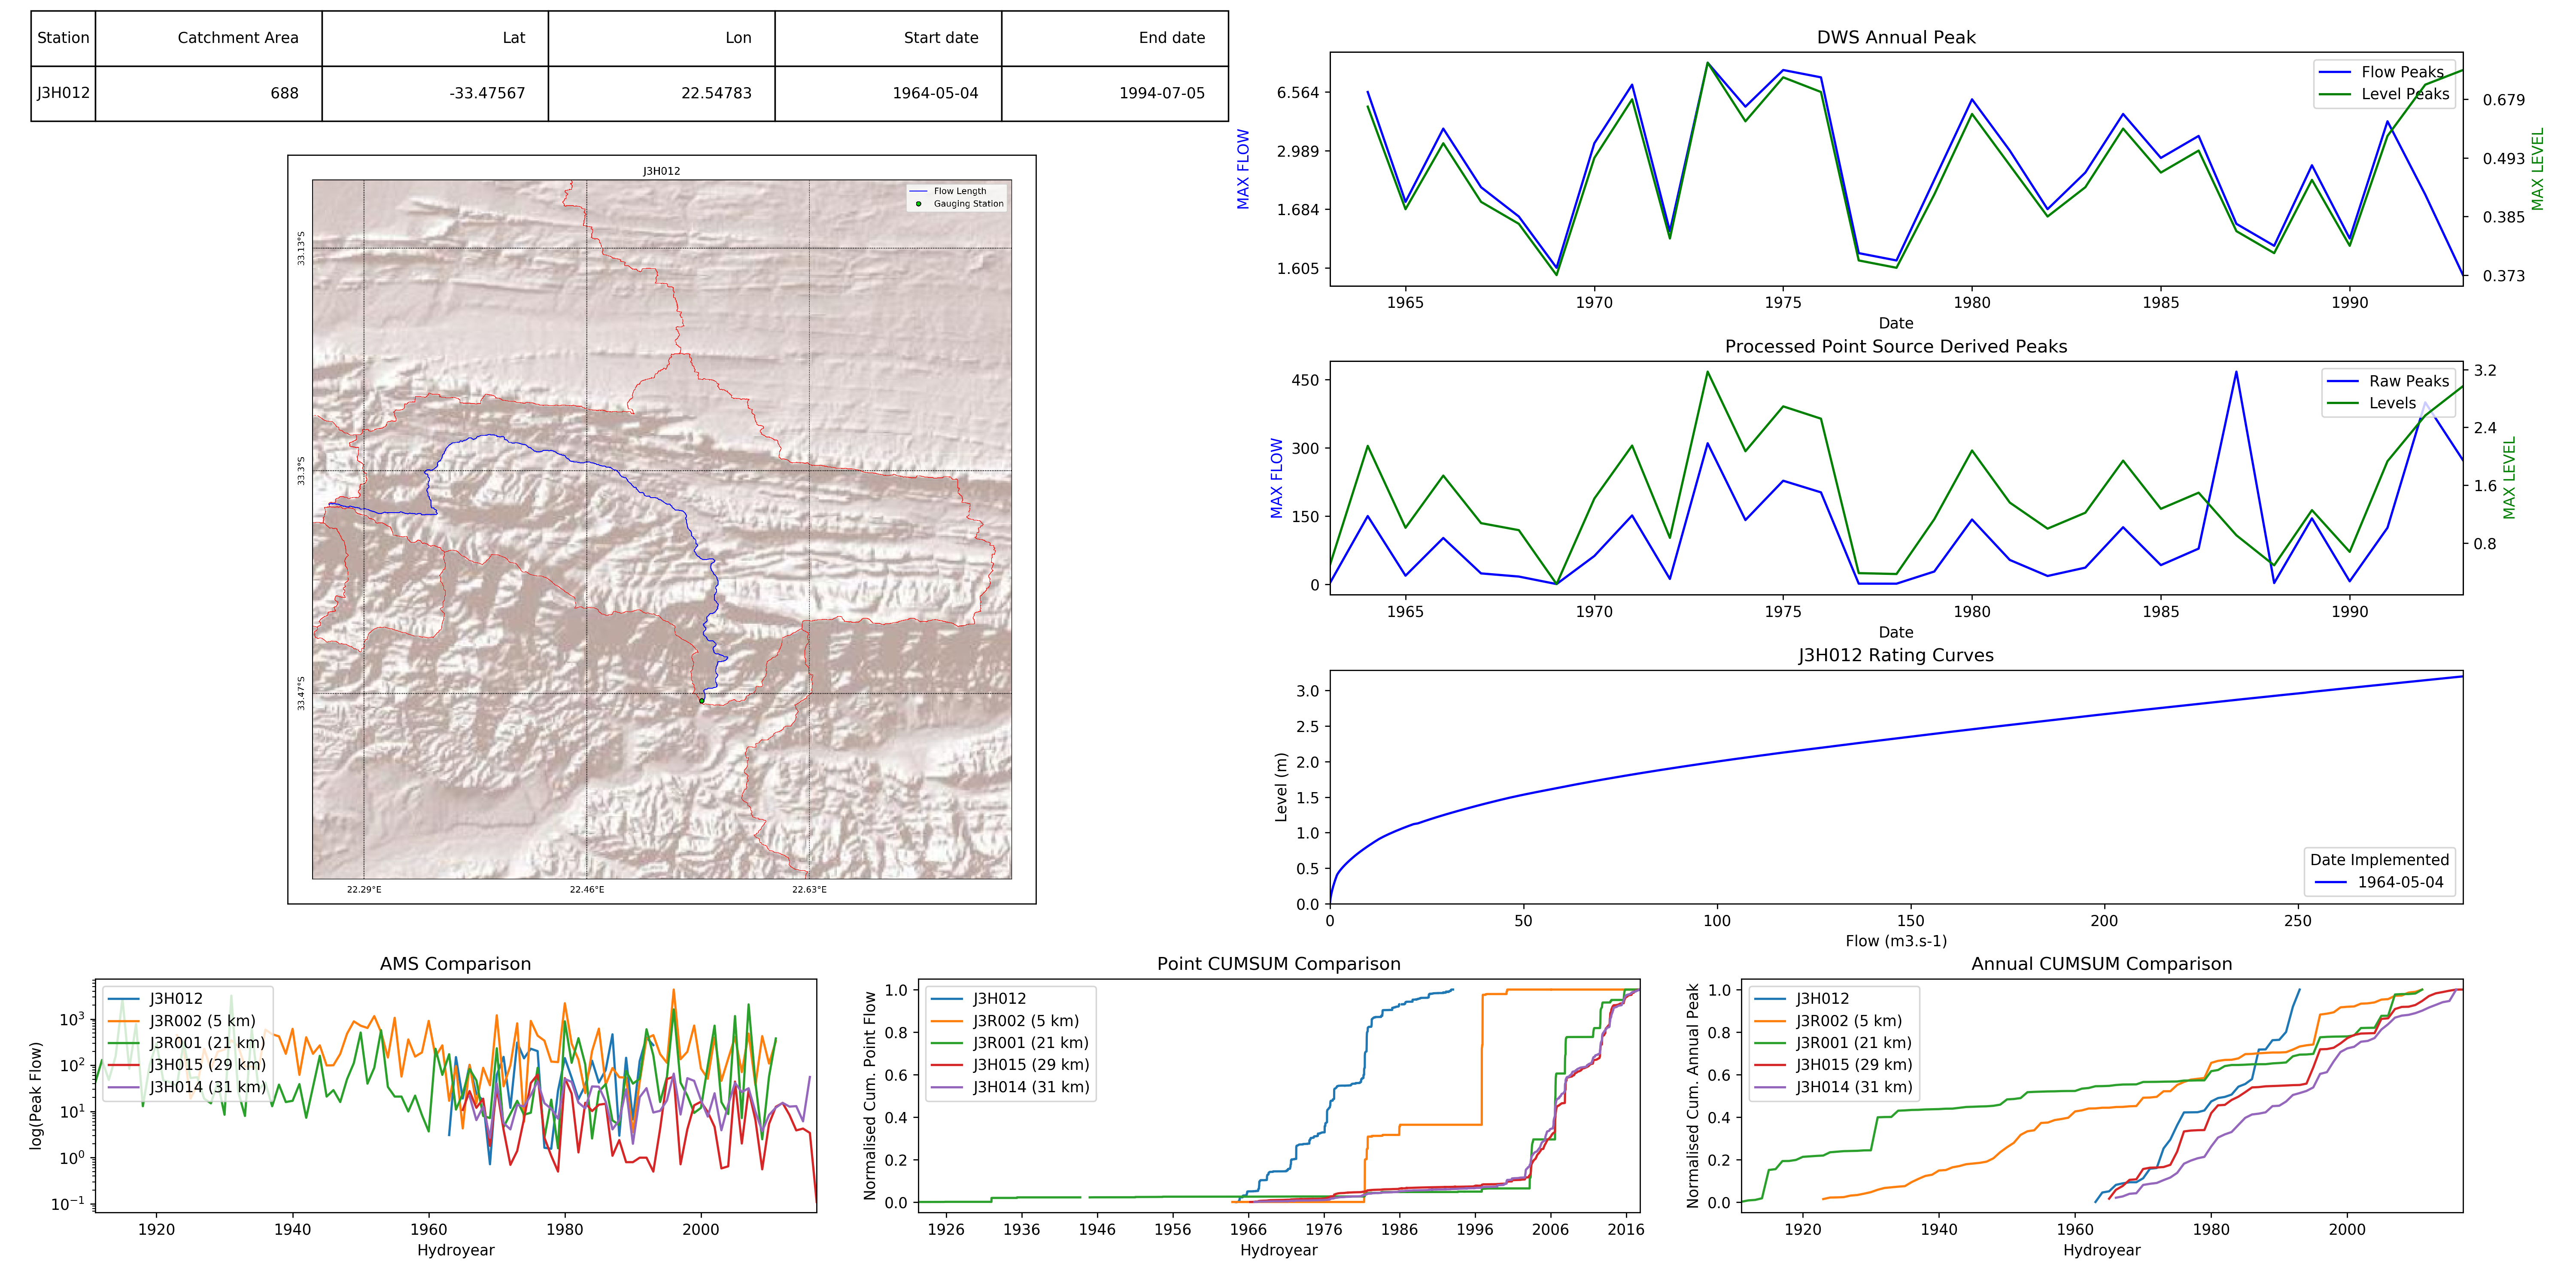 Station Catchment Area Lat Lon Start date End date
J3H012 688 -33.47567 22.54783 1964-05-04 1994-07-05
J3H012
Flow Length
Gauging Station
33.13°S
33.3°S
33.47°S
22.29°E 22.46°E 22.63°E
DWS Annual Peak
Flow Peaks
Level Peaks
MAX FLOW
6.564
2.989
1.684
1.605
MAX LEVEL
0.679
0.493
0.385
0.373
1965 1970 1975 1980 1985 1990
Date
Processed Point Source Derived Peaks
Raw Peaks
Levels
MAX FLOW
450
300
150
0
MAX LEVEL
3.2
2.4
1.6
0.8
1965 1970 1975 1980 1985 1990
Date
J3H012 Rating Curves
Level (m)
3.0
2.5
2.0
1.5
1.0
0.5
0.0
Date Implemented
1964-05-04
0 50 100 150 200 250
Flow (m3.s-1)
AMS Comparison
J3H012
J3R002 (5 km)
J3R001 (21 km)
J3H015 (29 km)
J3H014 (31 km)
log(Peak Flow)
10³
10²
10¹
10⁰
10⁻¹
1920 1940 1960 1980 2000
Hydroyear
Point CUMSUM Comparison
J3H012
J3R002 (5 km)
J3R001 (21 km)
J3H015 (29 km)
J3H014 (31 km)
Normalised Cum. Point Flow
1.0
0.8
0.6
0.4
0.2
0.0
1926 1936 1946 1956 1966 1976 1986 1996 2006 2016
Hydroyear
Annual CUMSUM Comparison
J3H012
J3R002 (5 km)
J3R001 (21 km)
J3H015 (29 km)
J3H014 (31 km)
Normalised Cum. Annual Peak
1.0
0.8
0.6
0.4
0.2
0.0
1920 1940 1960 1980 2000
Hydroyear